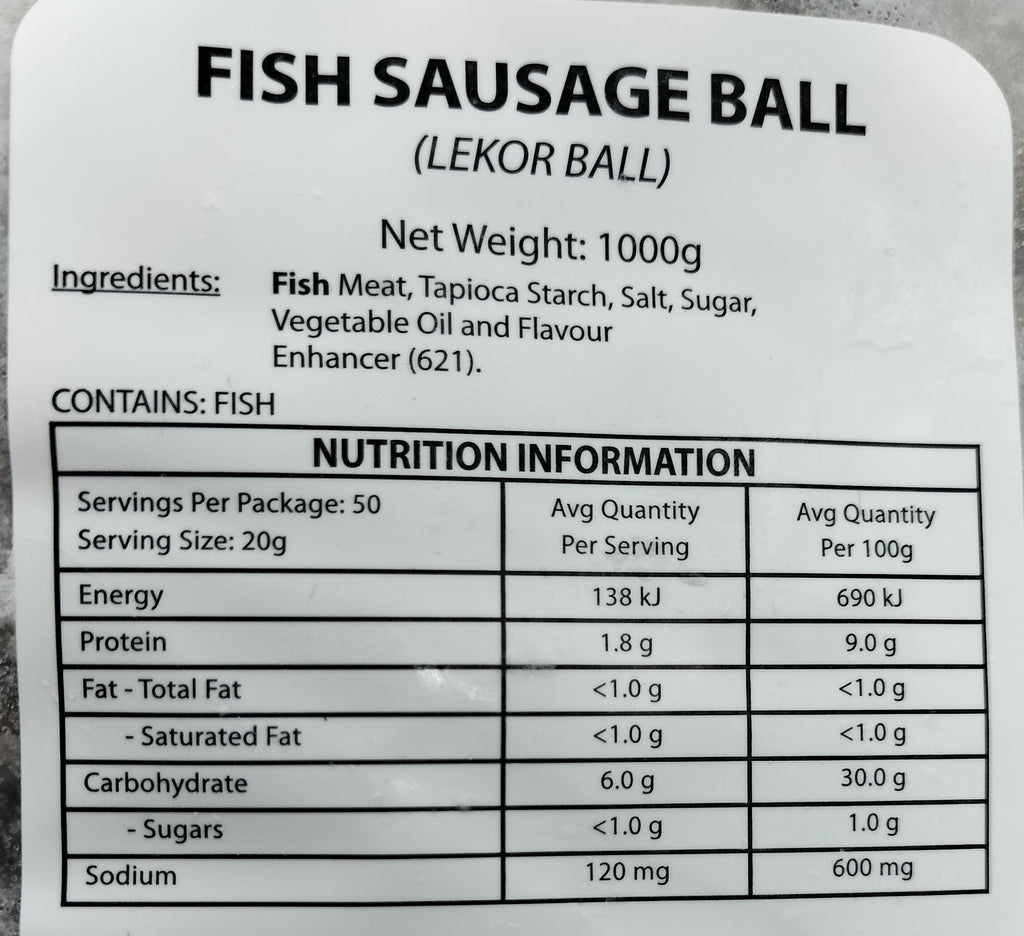 FISH SAUSAGE BALL
(LEKOR BALL)
Net Weight: 1000g
Ingredients: Fish Meat, Tapioca Starch, Salt, Sugar,
Vegetable Oil and Flavour
Enhancer (621).
CONTAINS: FISH
NUTRITION INFORMATION
Servings Per Package: 50 Avg Quantity Avg Quantity
Serving Size: 20g Per Serving Per 100g
Energy 138 kJ 690 kJ
Protein 1.8 g 9.0 g
Fat - Total Fat <1.0 g <1.0 g
- Saturated Fat <1.0 g <1.0 g
Carbohydrate 6.0 g 30.0 g
- Sugars <1.0 g 1.0 g
Sodium 120 mg 600 mg